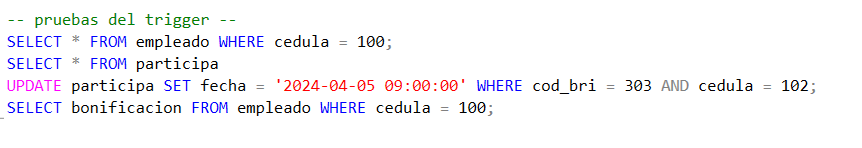 -- pruebas del trigger --
SELECT * FROM empleado WHERE cedula = 100;
SELECT * FROM participa
UPDATE participa SET fecha = '2024-04-05 09:00:00' WHERE cod_bri = 303 AND cedula = 102;
SELECT bonificacion FROM empleado WHERE cedula = 100;